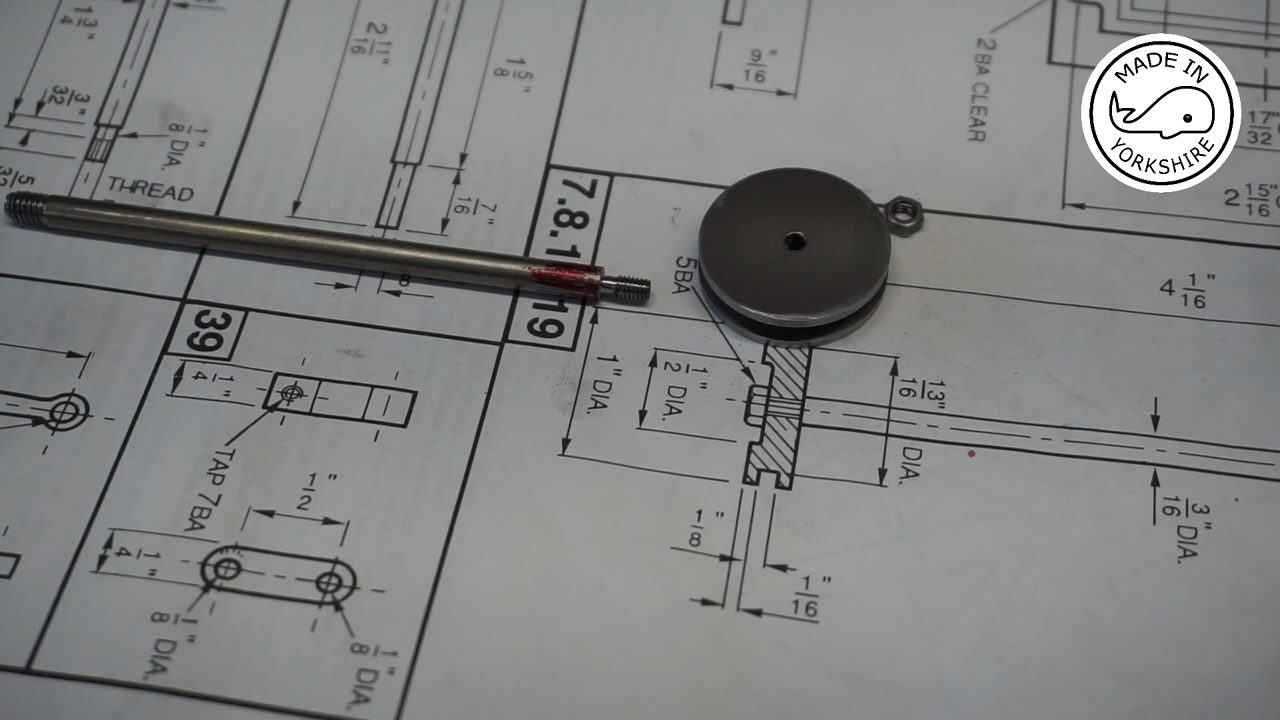 1 3/4"
3/32"
1/8" DIA.
THREAD
5/32
2 11/16"
1 5/8"
7/16"
9/16"
2BA CLEAR
MADE IN
YORKSHIRE
17"/32
2 15"/16
4 1/16"
7.8.1
19
5BA
1" DIA.
1/2" DIA.
13/16"
DIA.
3/16" DIA.
1/8"
1/16"
39
1/4"
TAP 7BA
1/2"
1/4"
1/8" DIA.
1/8" DIA.